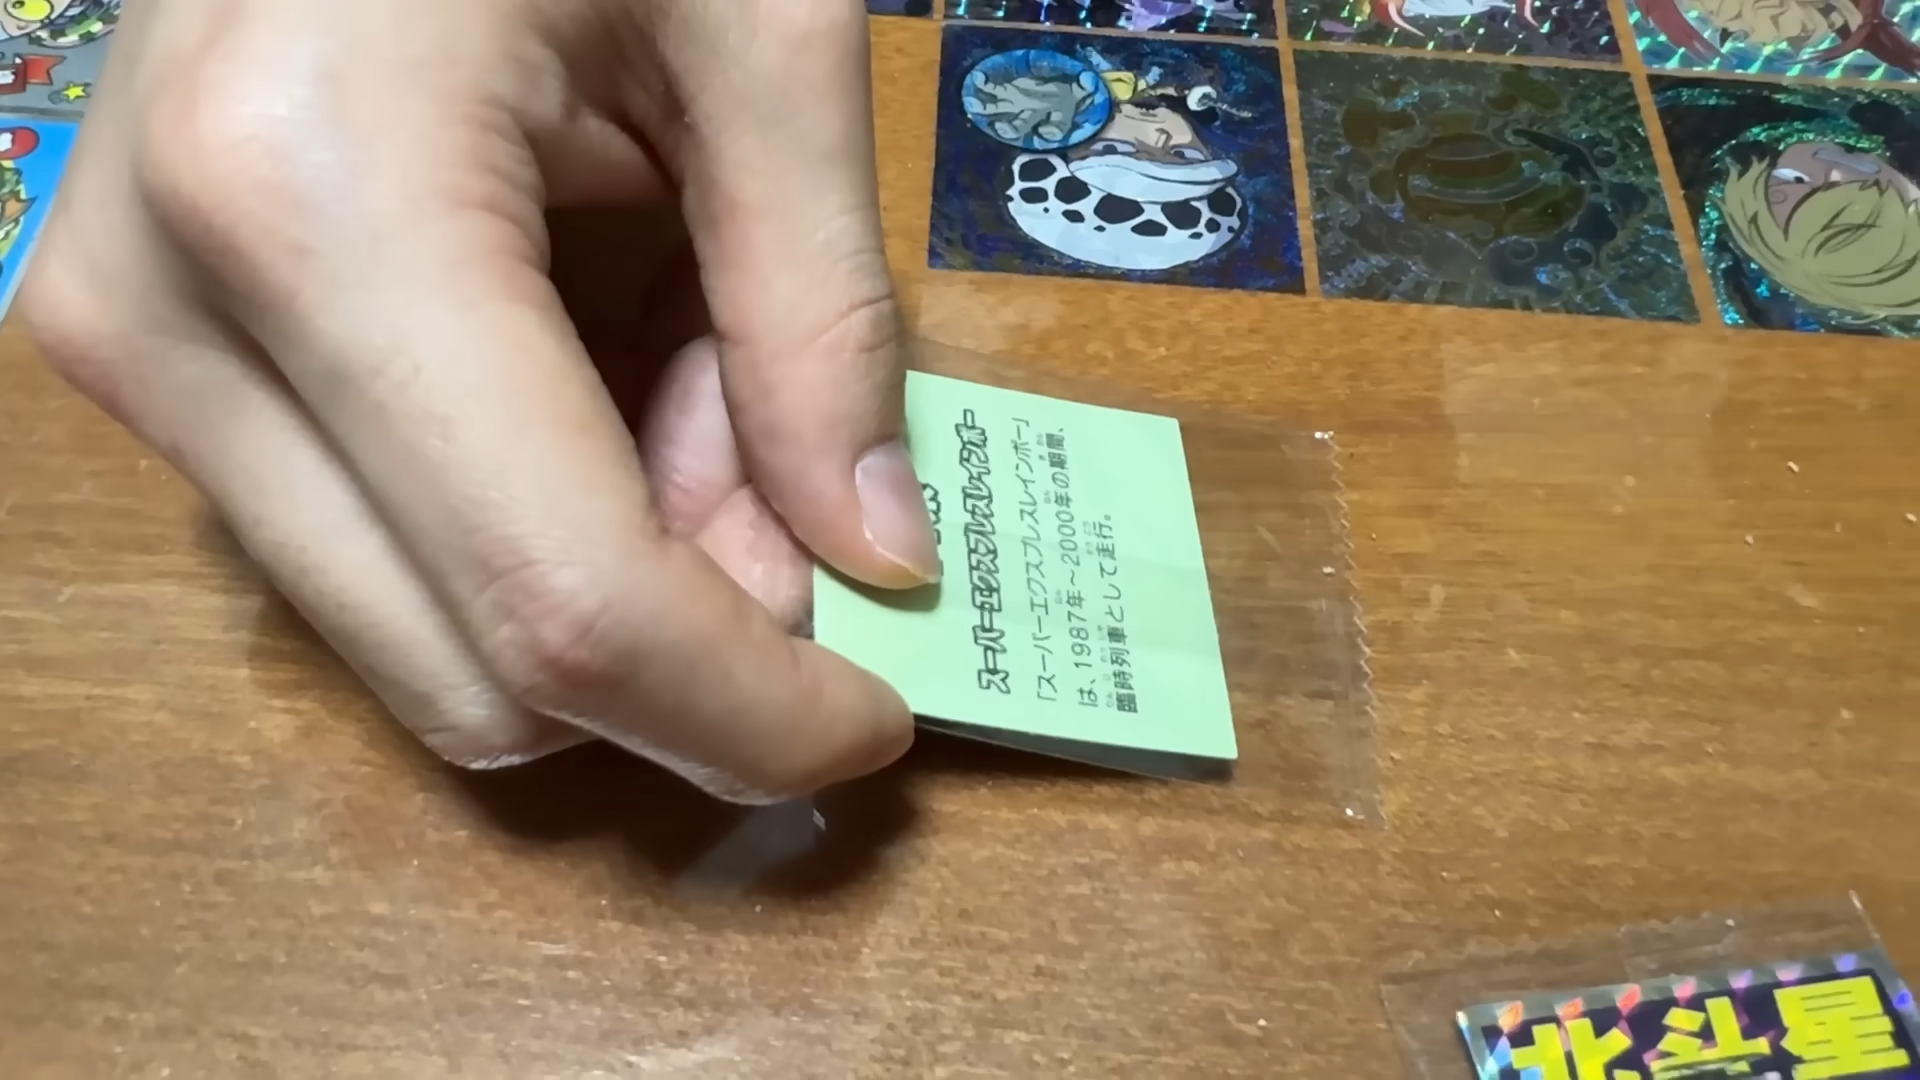 スーパーエクスプレスレインボー
「スーパーエクスプレスレインボー」
は、1987年〜2000年の期間、
臨時列車として走行。
北斗星